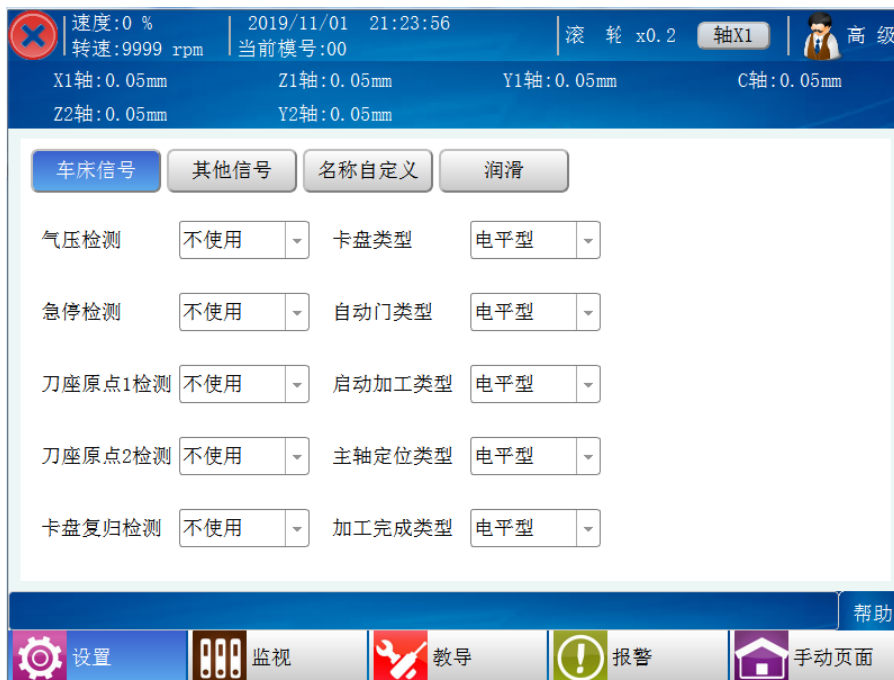 速度:0 % 2019/11/01 21:23:56 滚 轮 x0.2 轴X1 高 级
转速:9999 rpm 当前模号:00
X1轴:0.05mm Z1轴:0.05mm Y1轴:0.05mm C轴:0.05mm
Z2轴:0.05mm Y2轴:0.05mm
车床信号 其他信号 名称自定义 润滑
气压检测 不使用 卡盘类型 电平型
急停检测 不使用 自动门类型 电平型
刀座原点1检测 不使用 启动加工类型 电平型
刀座原点2检测 不使用 主轴定位类型 电平型
卡盘复归检测 不使用 加工完成类型 电平型
帮助
设置 监视 教导 报警 手动页面